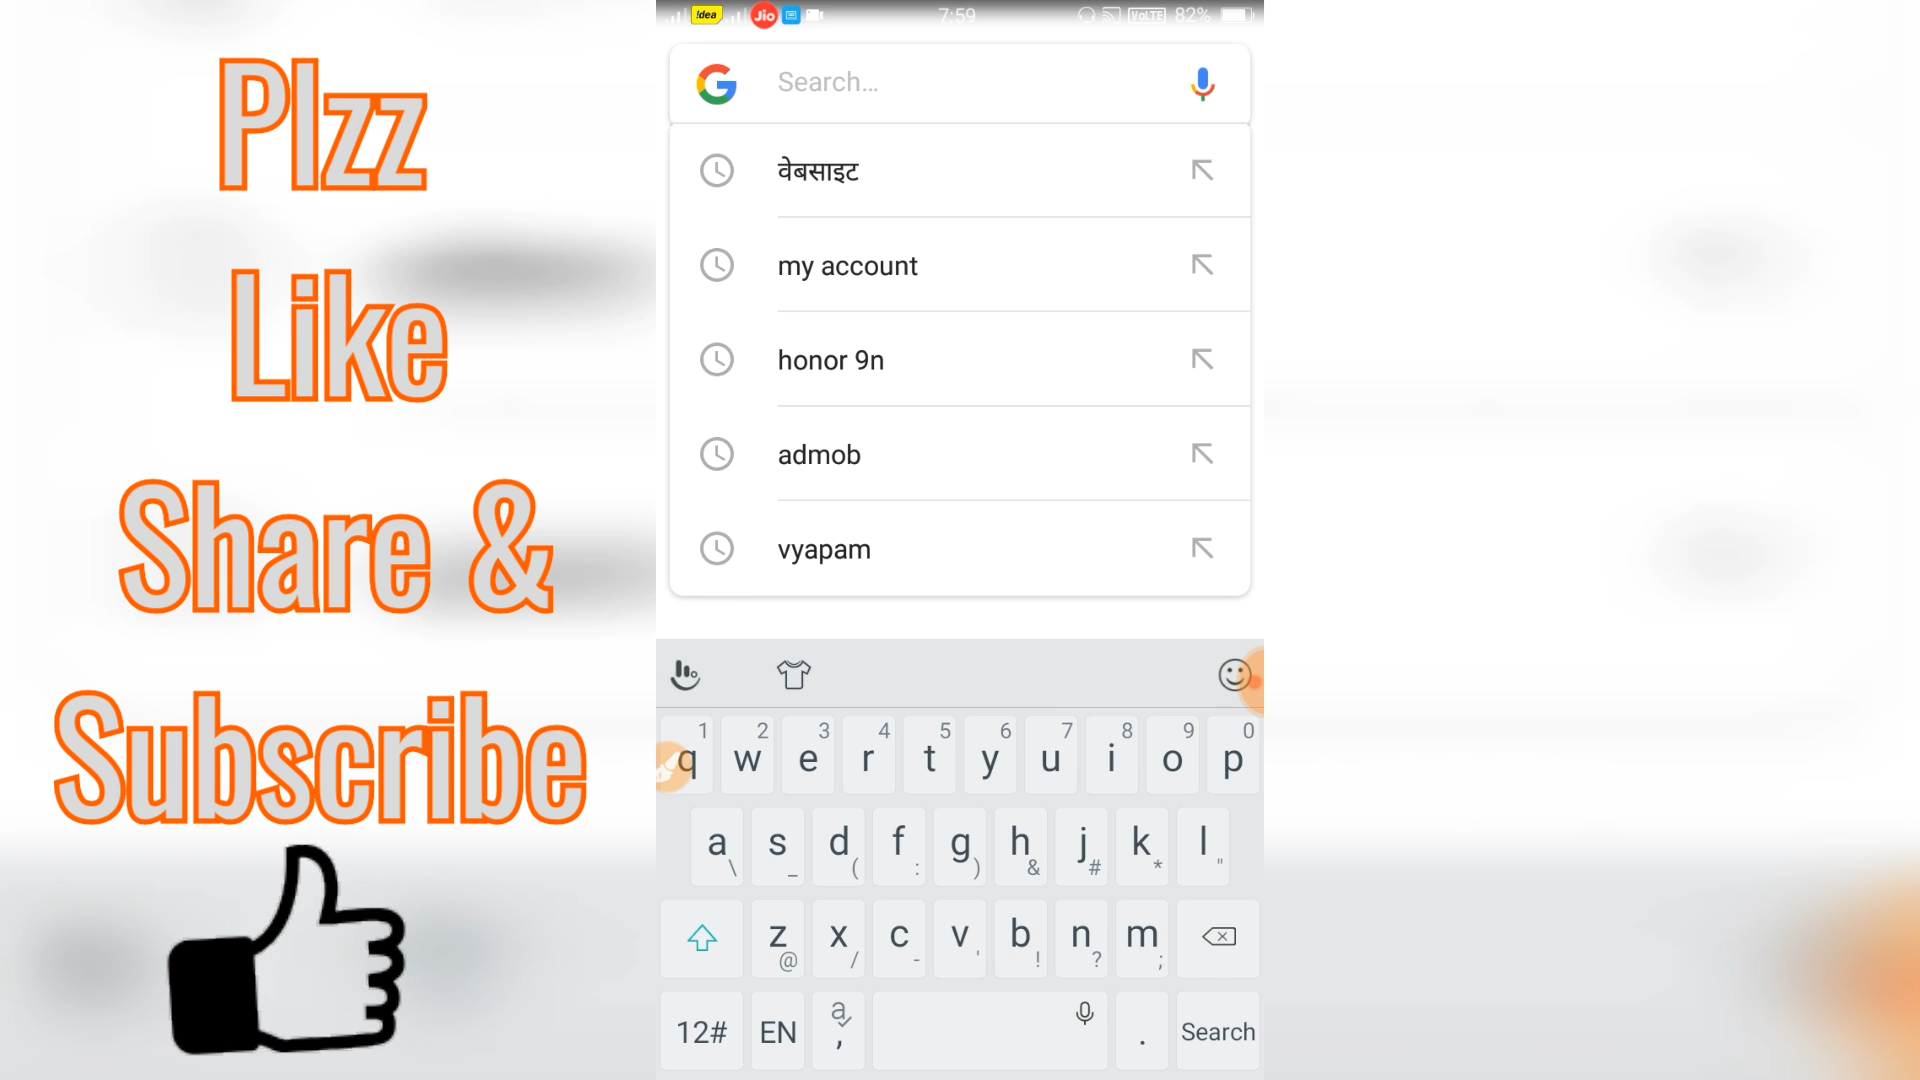 Plzz
Like
Share &
Subscribe
!dea
Jio
7:59
VoLTE
82%
Search...
वेबसाइट
my account
honor 9n
admob
vyapam
1 2 3 4 5 6 7 8 9 0
q w e r t y u i o p
a s d f g h j k l
\ _ ( : ) & # * "
z x c v b n m
@ / - ' ! ? ;
12# EN a , . Search